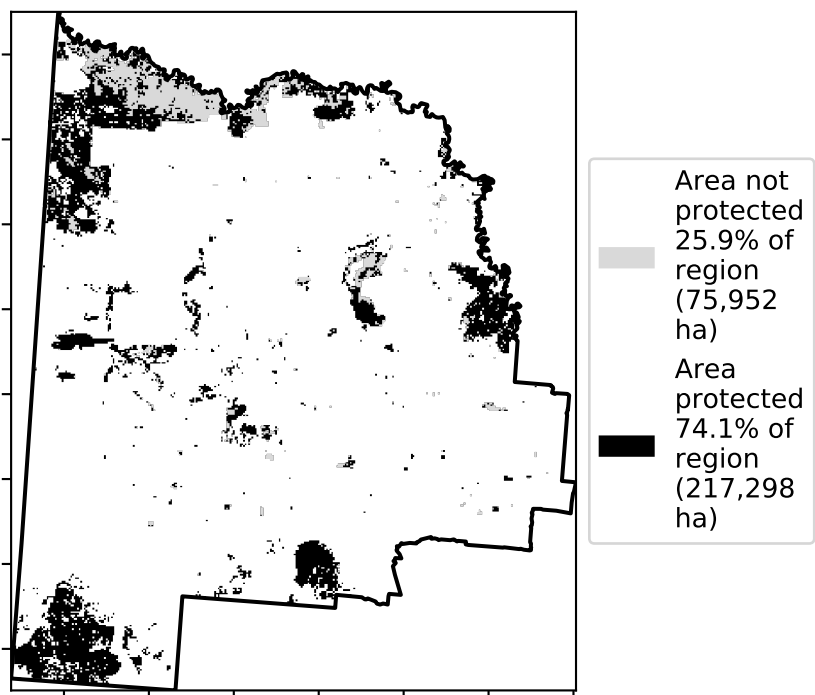 Area not
protected
25.9% of
region
(75,952
ha)
Area
protected
74.1% of
region
(217,298
ha)